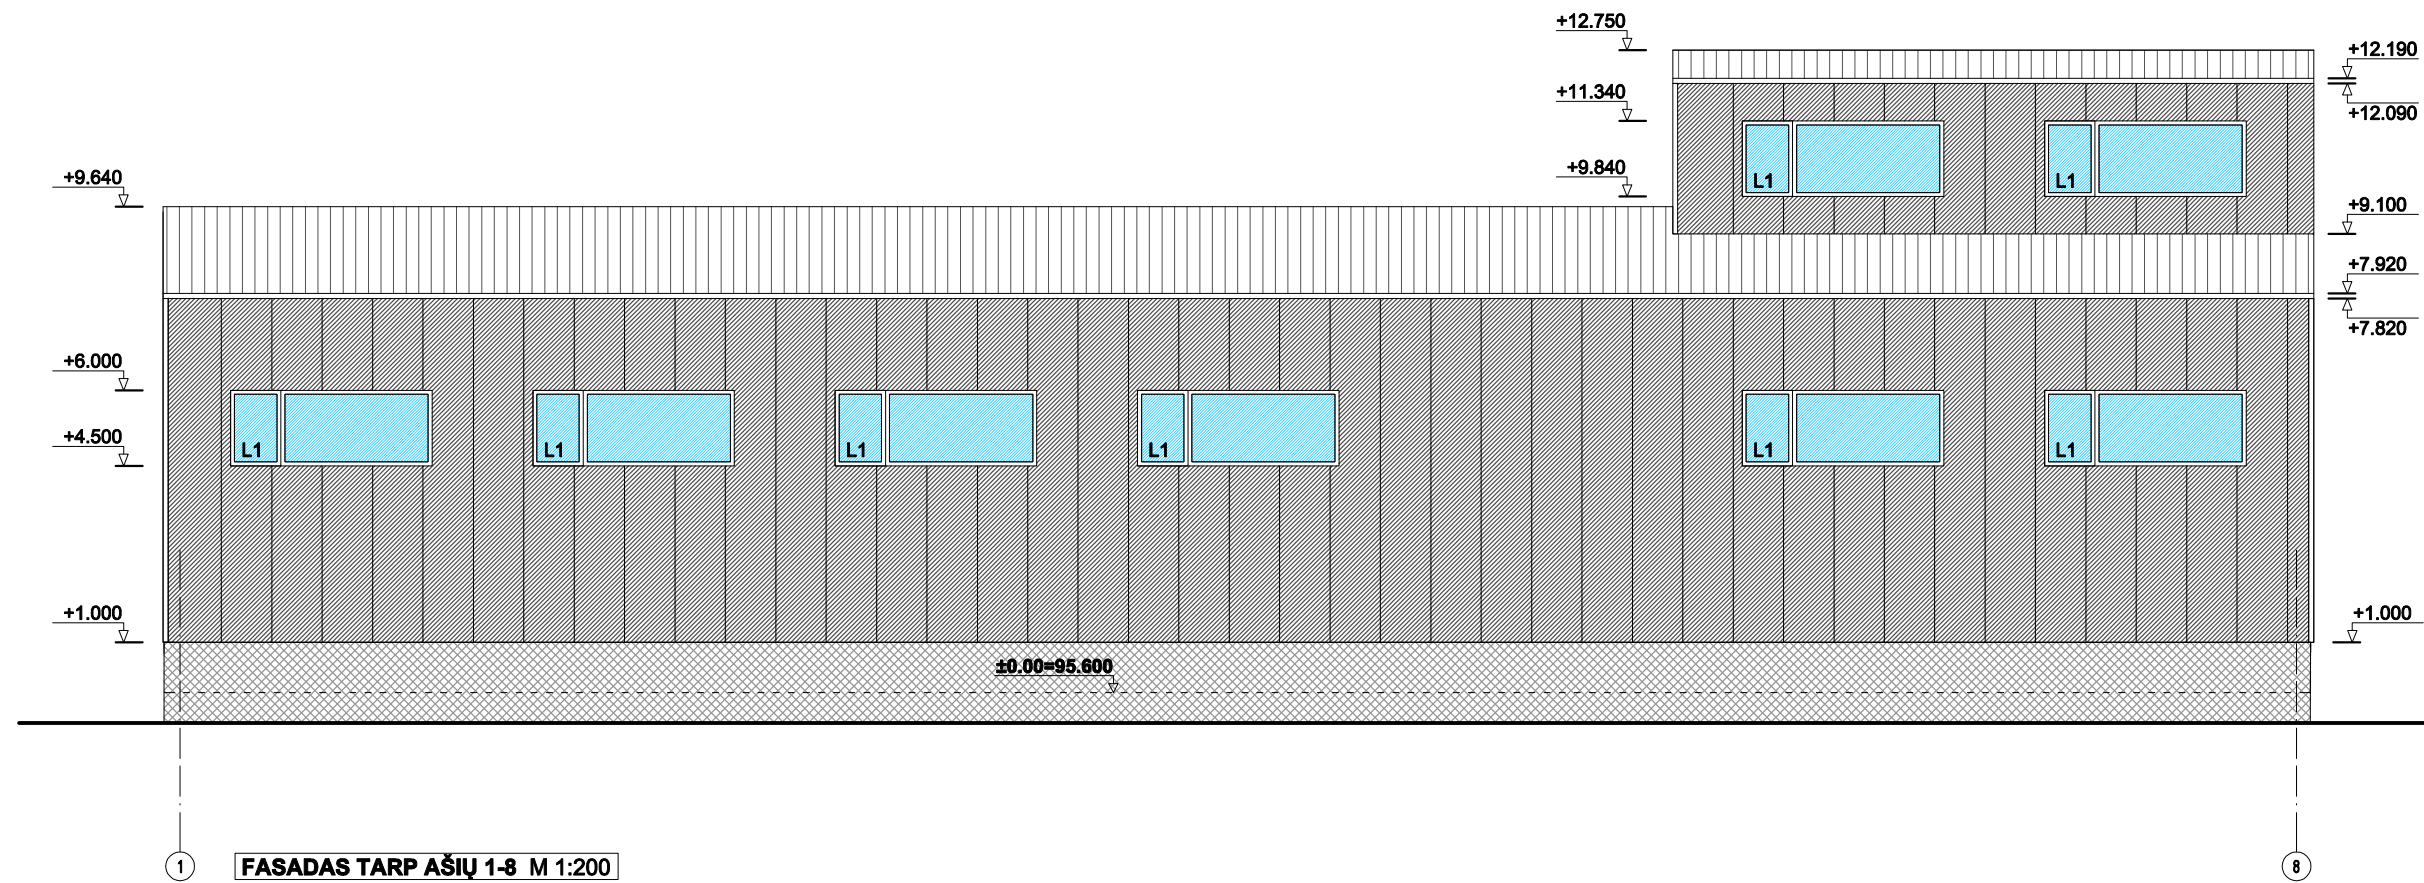 +12.750
+12.190
+11.340
+12.090
+9.840
+9.640
L1
L1
+9.100
+7.920
+7.820
+6.000
+4.500
L1
L1
L1
L1
L1
L1
+1.000
+1.000
±0.00=95.600
1
FASADAS TARP AŠIŲ 1-8 M 1:200
8